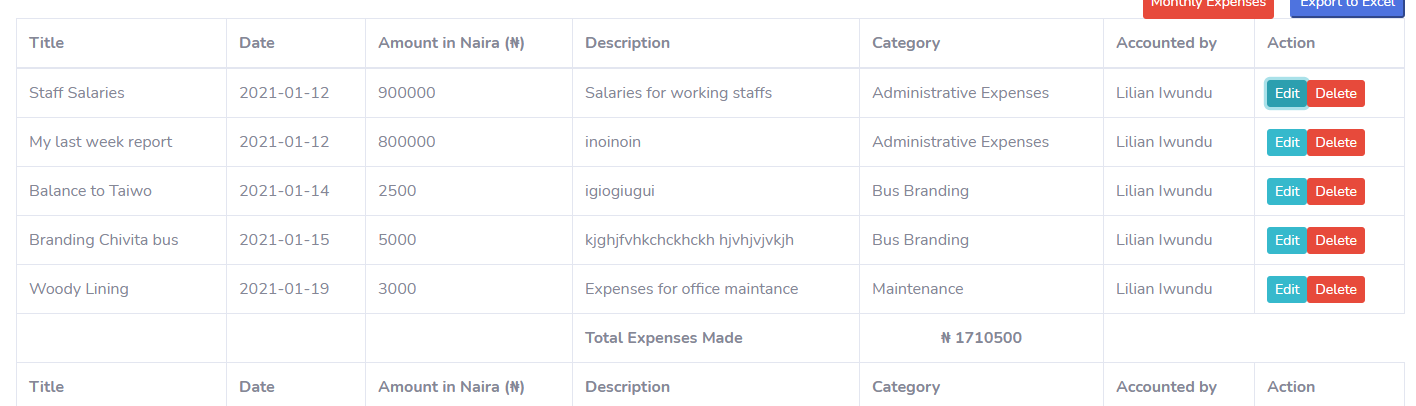 Monthly Expenses Export to Excel
Title Date Amount in Naira (₦) Description Category Accounted by Action
Staff Salaries 2021-01-12 900000 Salaries for working staffs Administrative Expenses Lilian Iwundu Edit Delete
My last week report 2021-01-12 800000 inoinoin Administrative Expenses Lilian Iwundu Edit Delete
Balance to Taiwo 2021-01-14 2500 igiogiugui Bus Branding Lilian Iwundu Edit Delete
Branding Chivita bus 2021-01-15 5000 kjghjfvhkchckhckh hjvhjvjvkjh Bus Branding Lilian Iwundu Edit Delete
Woody Lining 2021-01-19 3000 Expenses for office maintance Maintenance Lilian Iwundu Edit Delete
Total Expenses Made ₦ 1710500
Title Date Amount in Naira (₦) Description Category Accounted by Action